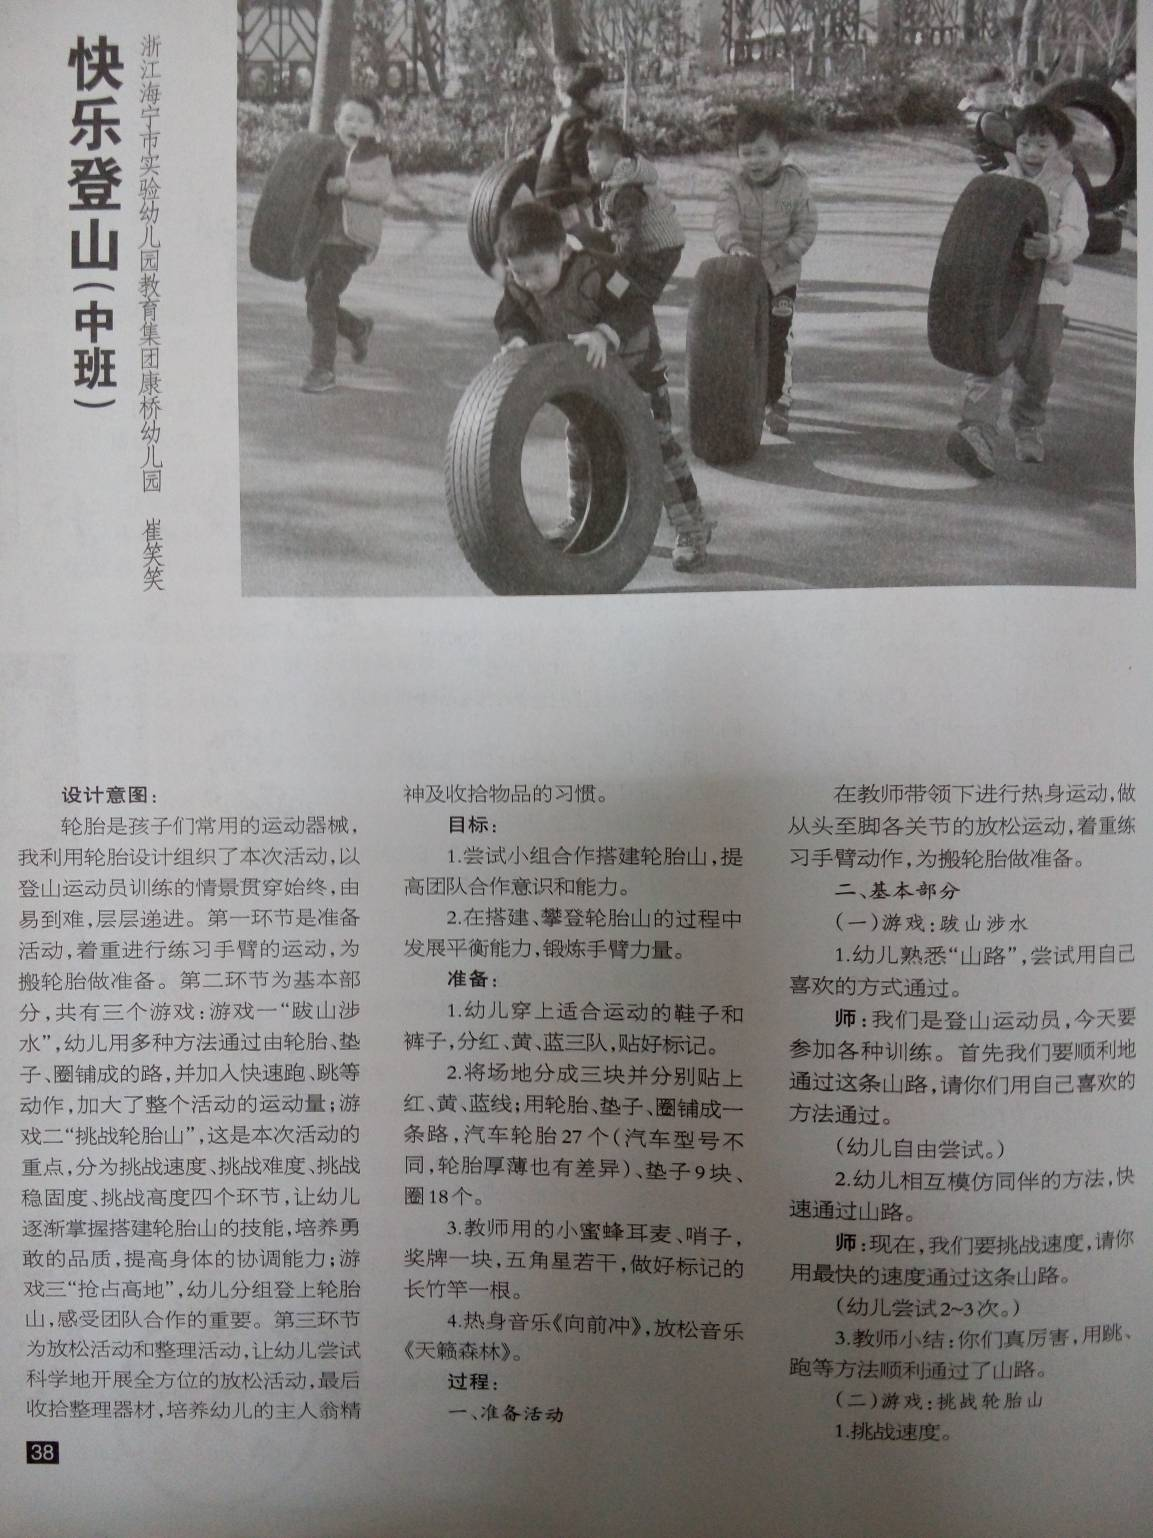 快乐登山(中班)
浙江海宁市实验幼儿园教育集团康桥幼儿园 崔笑笑
设计意图:
轮胎是孩子们常用的运动器械,
我利用轮胎设计组织了本次活动,以
登山运动员训练的情景贯穿始终,由
易到难,层层递进。第一环节是准备
活动,着重进行练习手臂的运动,为
搬轮胎做准备。第二环节为基本部
分,共有三个游戏:游戏一“跋山涉
水”,幼儿用多种方法通过由轮胎、垫
子、圈铺成的路,并加入快速跑、跳等
动作,加大了整个活动的运动量;游
戏二“挑战轮胎山”,这是本次活动的
重点,分为挑战速度、挑战难度、挑战
稳固度、挑战高度四个环节,让幼儿
逐渐掌握搭建轮胎山的技能,培养勇
敢的品质,提高身体的协调能力;游
戏三“抢占高地”,幼儿分组登上轮胎
山,感受团队合作的重要。第三环节
为放松活动和整理活动,让幼儿尝试
科学地开展全方位的放松活动,最后
收拾整理器材,培养幼儿的主人翁精
38
神及收拾物品的习惯。
目标:
1.尝试小组合作搭建轮胎山,提
高团队合作意识和能力。
2.在搭建、攀登轮胎山的过程中
发展平衡能力,锻炼手臂力量。
准备:
1.幼儿穿上适合运动的鞋子和
裤子,分红、黄、蓝三队,贴好标记。
2.将场地分成三块并分别贴上
红、黄、蓝线;用轮胎、垫子、圈铺成一
条路,汽车轮胎27个(汽车型号不
同,轮胎厚薄也有差异)、垫子9块、
圈18个。
3.教师用的小蜜蜂耳麦、哨子,
奖牌一块,五角星若干,做好标记的
长竹竿一根。
4.热身音乐《向前冲》,放松音乐
《天籁森林》。
过程:
一、准备活动
在教师带领下进行热身运动,做
从头至脚各关节的放松运动,着重练
习手臂动作,为搬轮胎做准备。
二、基本部分
(一)游戏:跋山涉水
1.幼儿熟悉“山路”,尝试用自己
喜欢的方式通过。
师:我们是登山运动员,今天要
参加各种训练。首先我们要顺利地
通过这条山路,请你们用自己喜欢的
方法通过。
(幼儿自由尝试。)
2.幼儿相互模仿同伴的方法,快
速通过山路。
师:现在,我们要挑战速度,请你
用最快的速度通过这条山路。
(幼儿尝试2~3次。)
3.教师小结:你们真厉害,用跳、
跑等方法顺利通过了山路。
(二)游戏:挑战轮胎山
1.挑战速度。